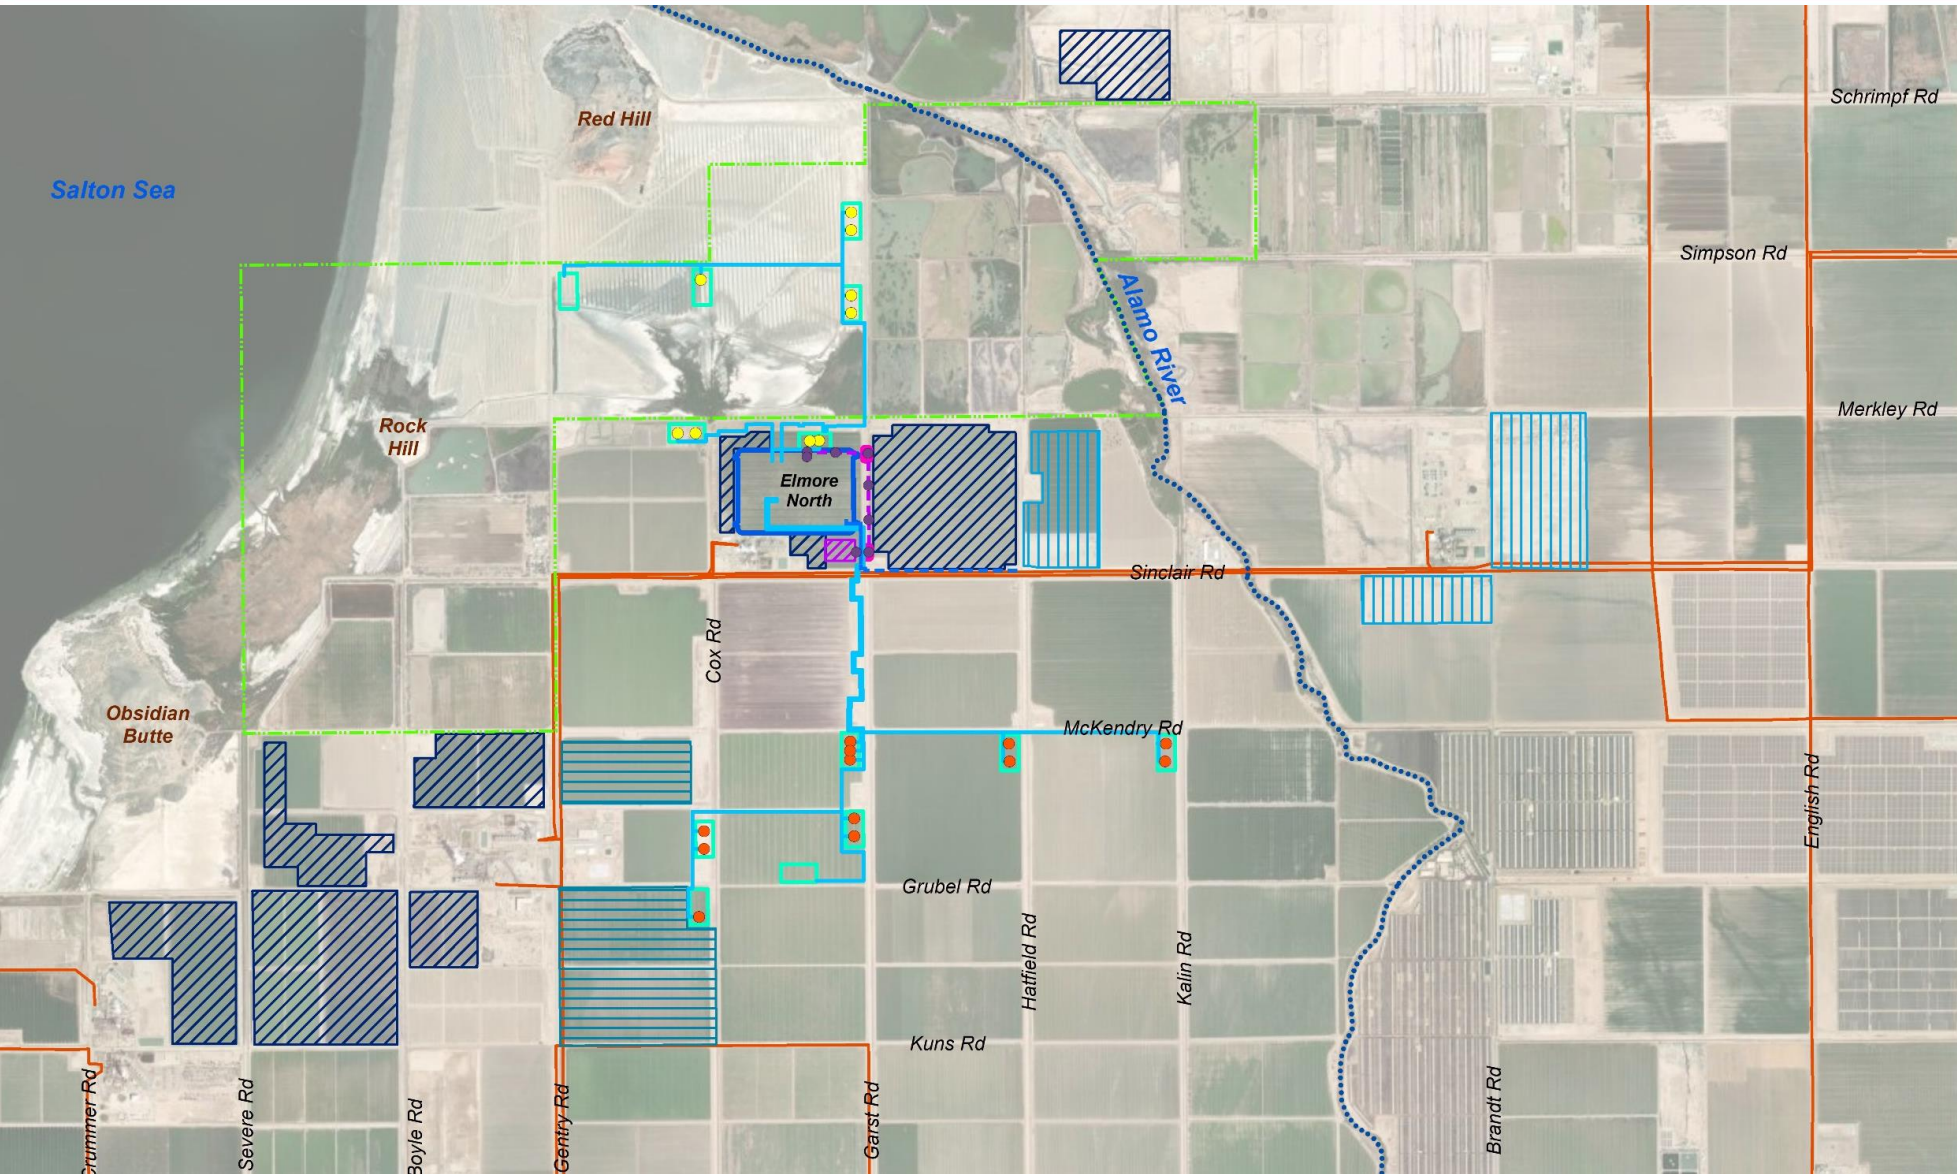 Schrimpf Rd
Red Hill
Salton Sea
Simpson Rd
Alamo River
Merkley Rd
Rock
Hill
Elmore
North
Sinclair Rd
Cox Rd
Obsidian
Butte
McKendry Rd
English Rd
Grubel Rd
Hatfield Rd
Kalin Rd
Kuns Rd
Crummer Rd
Severe Rd
Boyle Rd
Gentry Rd
Garst Rd
Brandt Rd